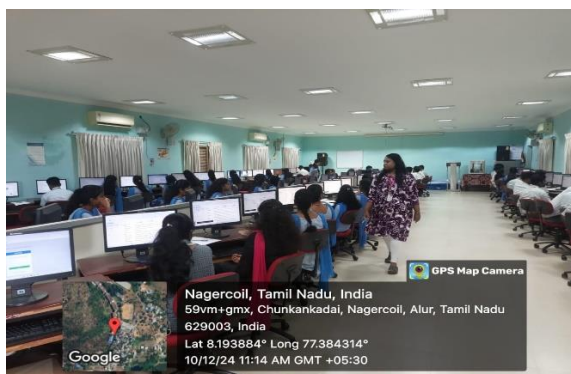 GPS Map Camera
Nagercoil, Tamil Nadu, India
59vm+gmx, Chunkankadai, Nagercoil, Alur, Tamil Nadu
629003, India
Lat 8.193884° Long 77.384314°
10/12/24 11:14 AM GMT +05:30
Google